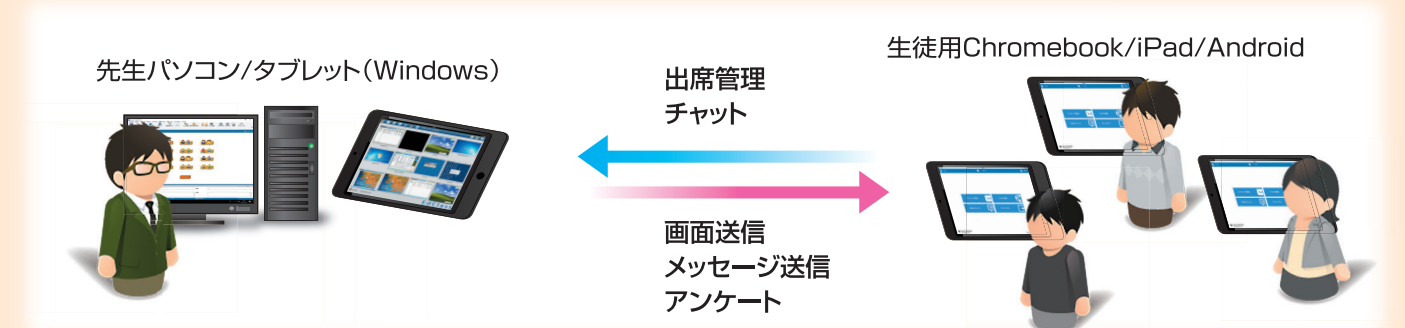 先生パソコン/タブレット(Windows)
生徒用Chromebook/iPad/Android
出席管理
チャット
画面送信
メッセージ送信
アンケート